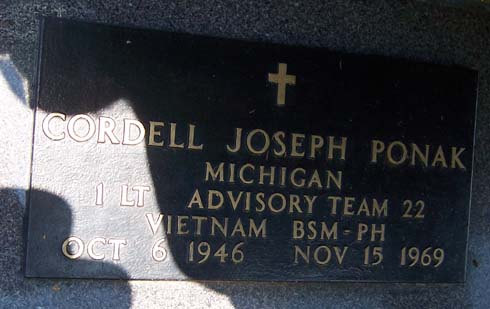 CORDELL JOSEPH PONAK
MICHIGAN
1 LT ADVISORY TEAM 22
VIETNAM BSM-PH
OCT 6 1946 NOV 15 1969